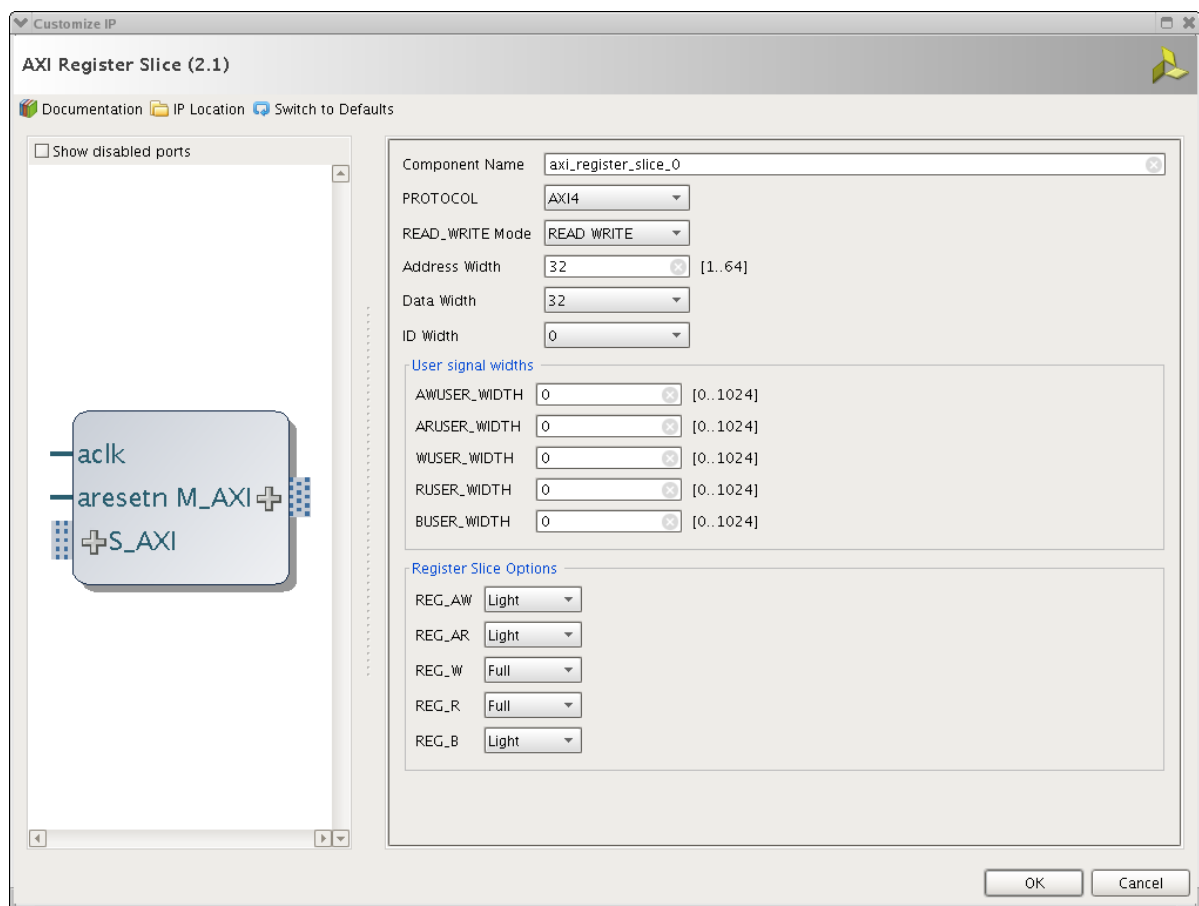 Customize IP
AXI Register Slice (2.1)
Documentation IP Location Switch to Defaults
Show disabled ports
aclk
aresetn M_AXI
S_AXI
Component Name axi_register_slice_0
PROTOCOL AXI4
READ_WRITE Mode READ WRITE
Address Width 32 [1..64]
Data Width 32
ID Width 0
User signal widths
AWUSER_WIDTH 0 [0..1024]
ARUSER_WIDTH 0 [0..1024]
WUSER_WIDTH 0 [0..1024]
RUSER_WIDTH 0 [0..1024]
BUSER_WIDTH 0 [0..1024]
Register Slice Options
REG_AW Light
REG_AR Light
REG_W Full
REG_R Full
REG_B Light
OK Cancel